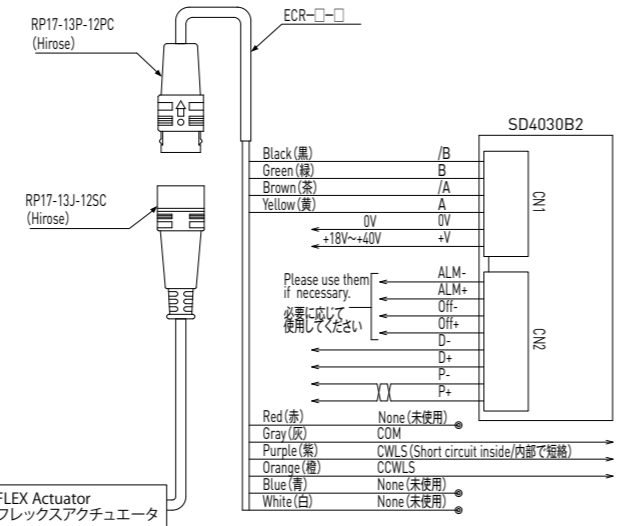 RP17-13P-12PC
(Hirose)
ECR-□-□
RP17-13J-12SC
(Hirose)
SD4030B2
Black(黒) /B
Green(緑) B
Brown(茶) /A
Yellow(黄) A
0V 0V
+18V~+40V +V
CN1
Please use them
if necessary.
必要に応じて
使用してください
ALM-
ALM+
Off-
Off+
D-
D+
P-
P+
CN2
Red(赤) None(未使用)
Gray(灰) COM
Purple(紫) CWLS(Short circuit inside/内部で短絡)
Orange(橙) CCWLS
Blue(青) None(未使用)
White(白) None(未使用)
FLEX Actuator
フレックスアクチュエータ